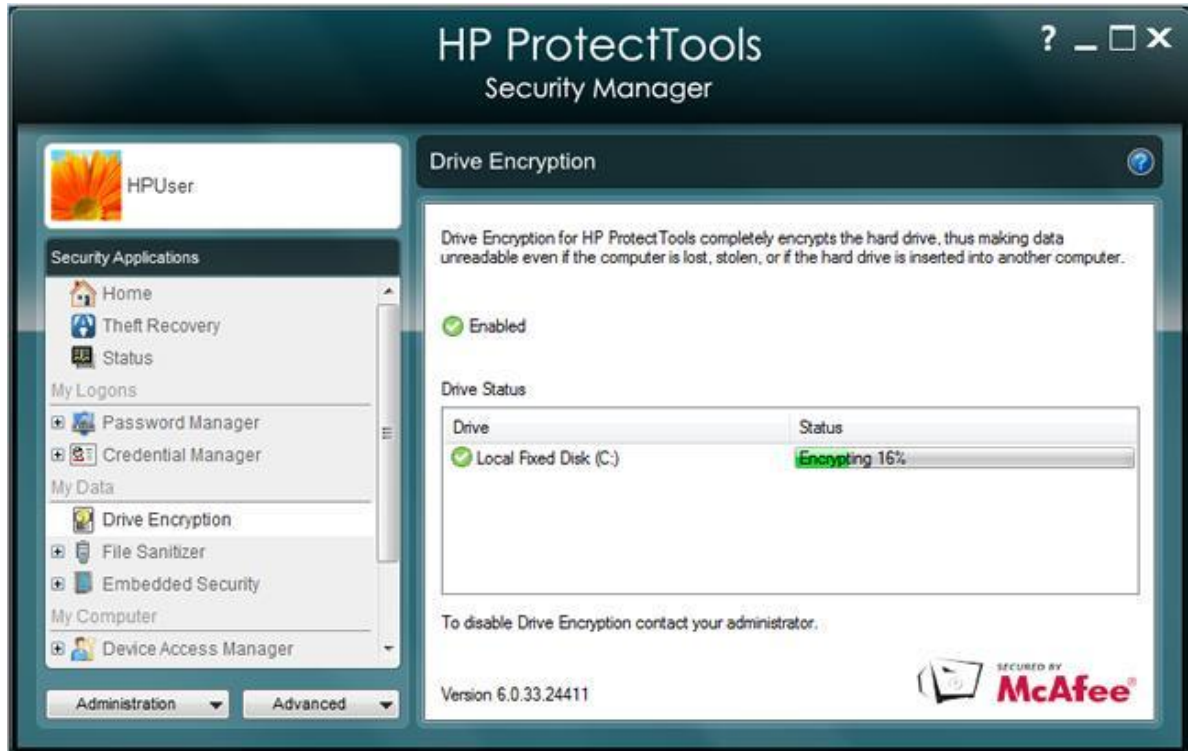 HP ProtectTools
Security Manager
?
HPUser
Security Applications
Home
Theft Recovery
Status
My Logons
Password Manager
Credential Manager
My Data
Drive Encryption
File Sanitizer
Embedded Security
My Computer
Device Access Manager
Administration
Advanced
Drive Encryption
?
Drive Encryption for HP ProtectTools completely encrypts the hard drive, thus making data
unreadable even if the computer is lost, stolen, or if the hard drive is inserted into another computer.
Enabled
Drive Status
Drive Status
Local Fixed Disk (C:) Encrypting 16%
To disable Drive Encryption contact your administrator.
Version 6.0.33.24411
SECURED BY
McAfee®